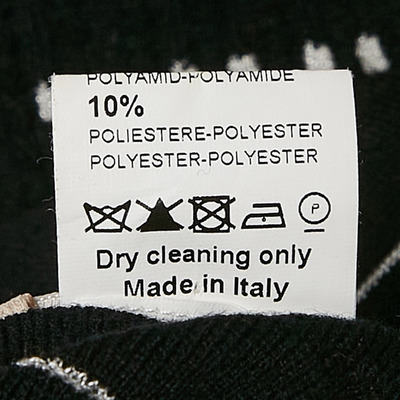 POLYAMID-POLYAMIDE
10%
POLIESTERE-POLYESTER
POLYESTER-POLYESTER
P
Dry cleaning only
Made in Italy